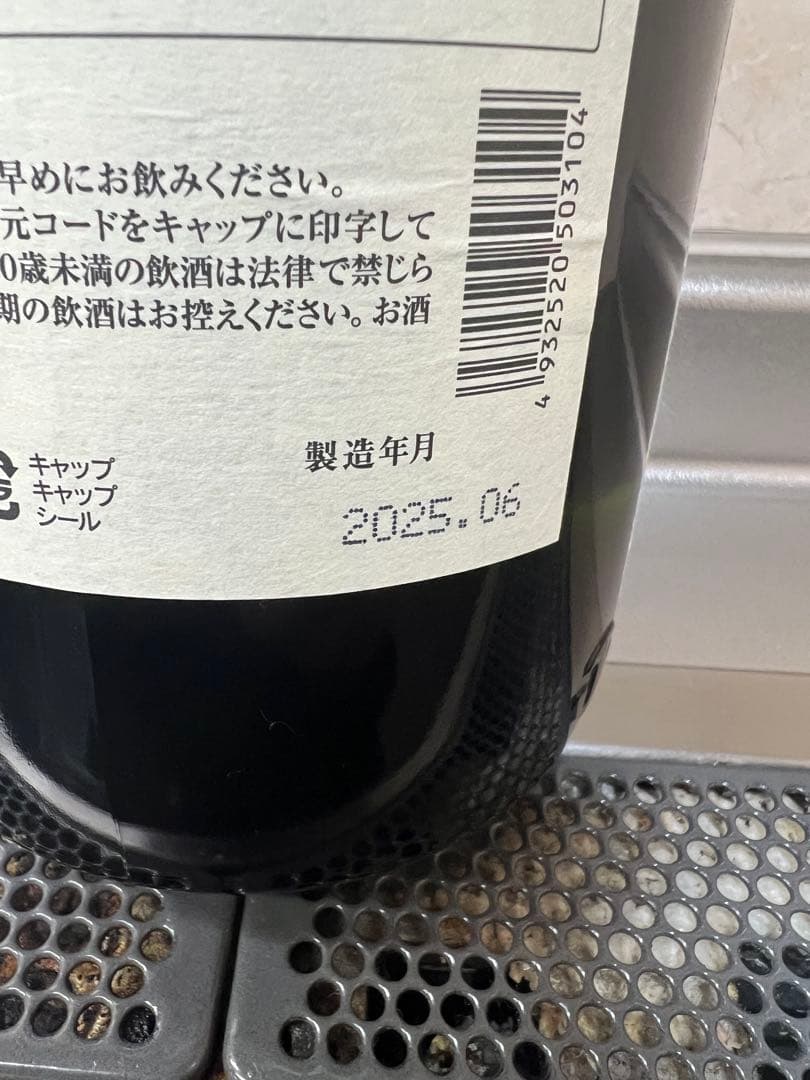 早めにお飲みください。
元コードをキャップに印字して
0歳未満の飲酒は法律で禁じら
期の飲酒はお控えください。お酒
4 932520 503104
製造年月
キャップ
キャップ
シール
2025.06